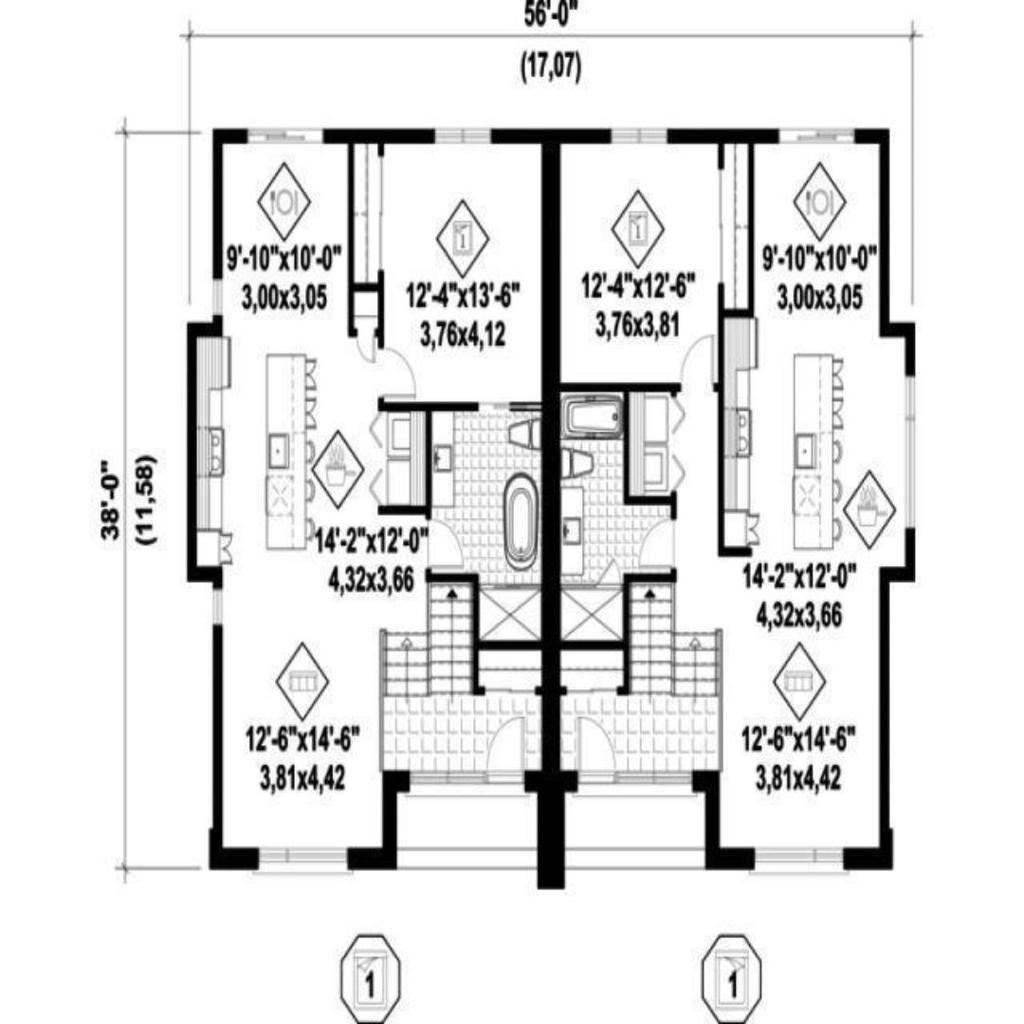 56'-0"
(17,07)
9'-10"x10'-0"
3,00x3,05
1
12'-4"x13'-6"
3,76x4,12
1
12'-4"x12'-6"
3,76x3,81
9'-10"x10'-0"
3,00x3,05
38'-0"
(11,58)
14'-2"x12'-0"
4,32x3,66
14'-2"x12'-0"
4,32x3,66
12'-6"x14'-6"
3,81x4,42
12'-6"x14'-6"
3,81x4,42
1
1